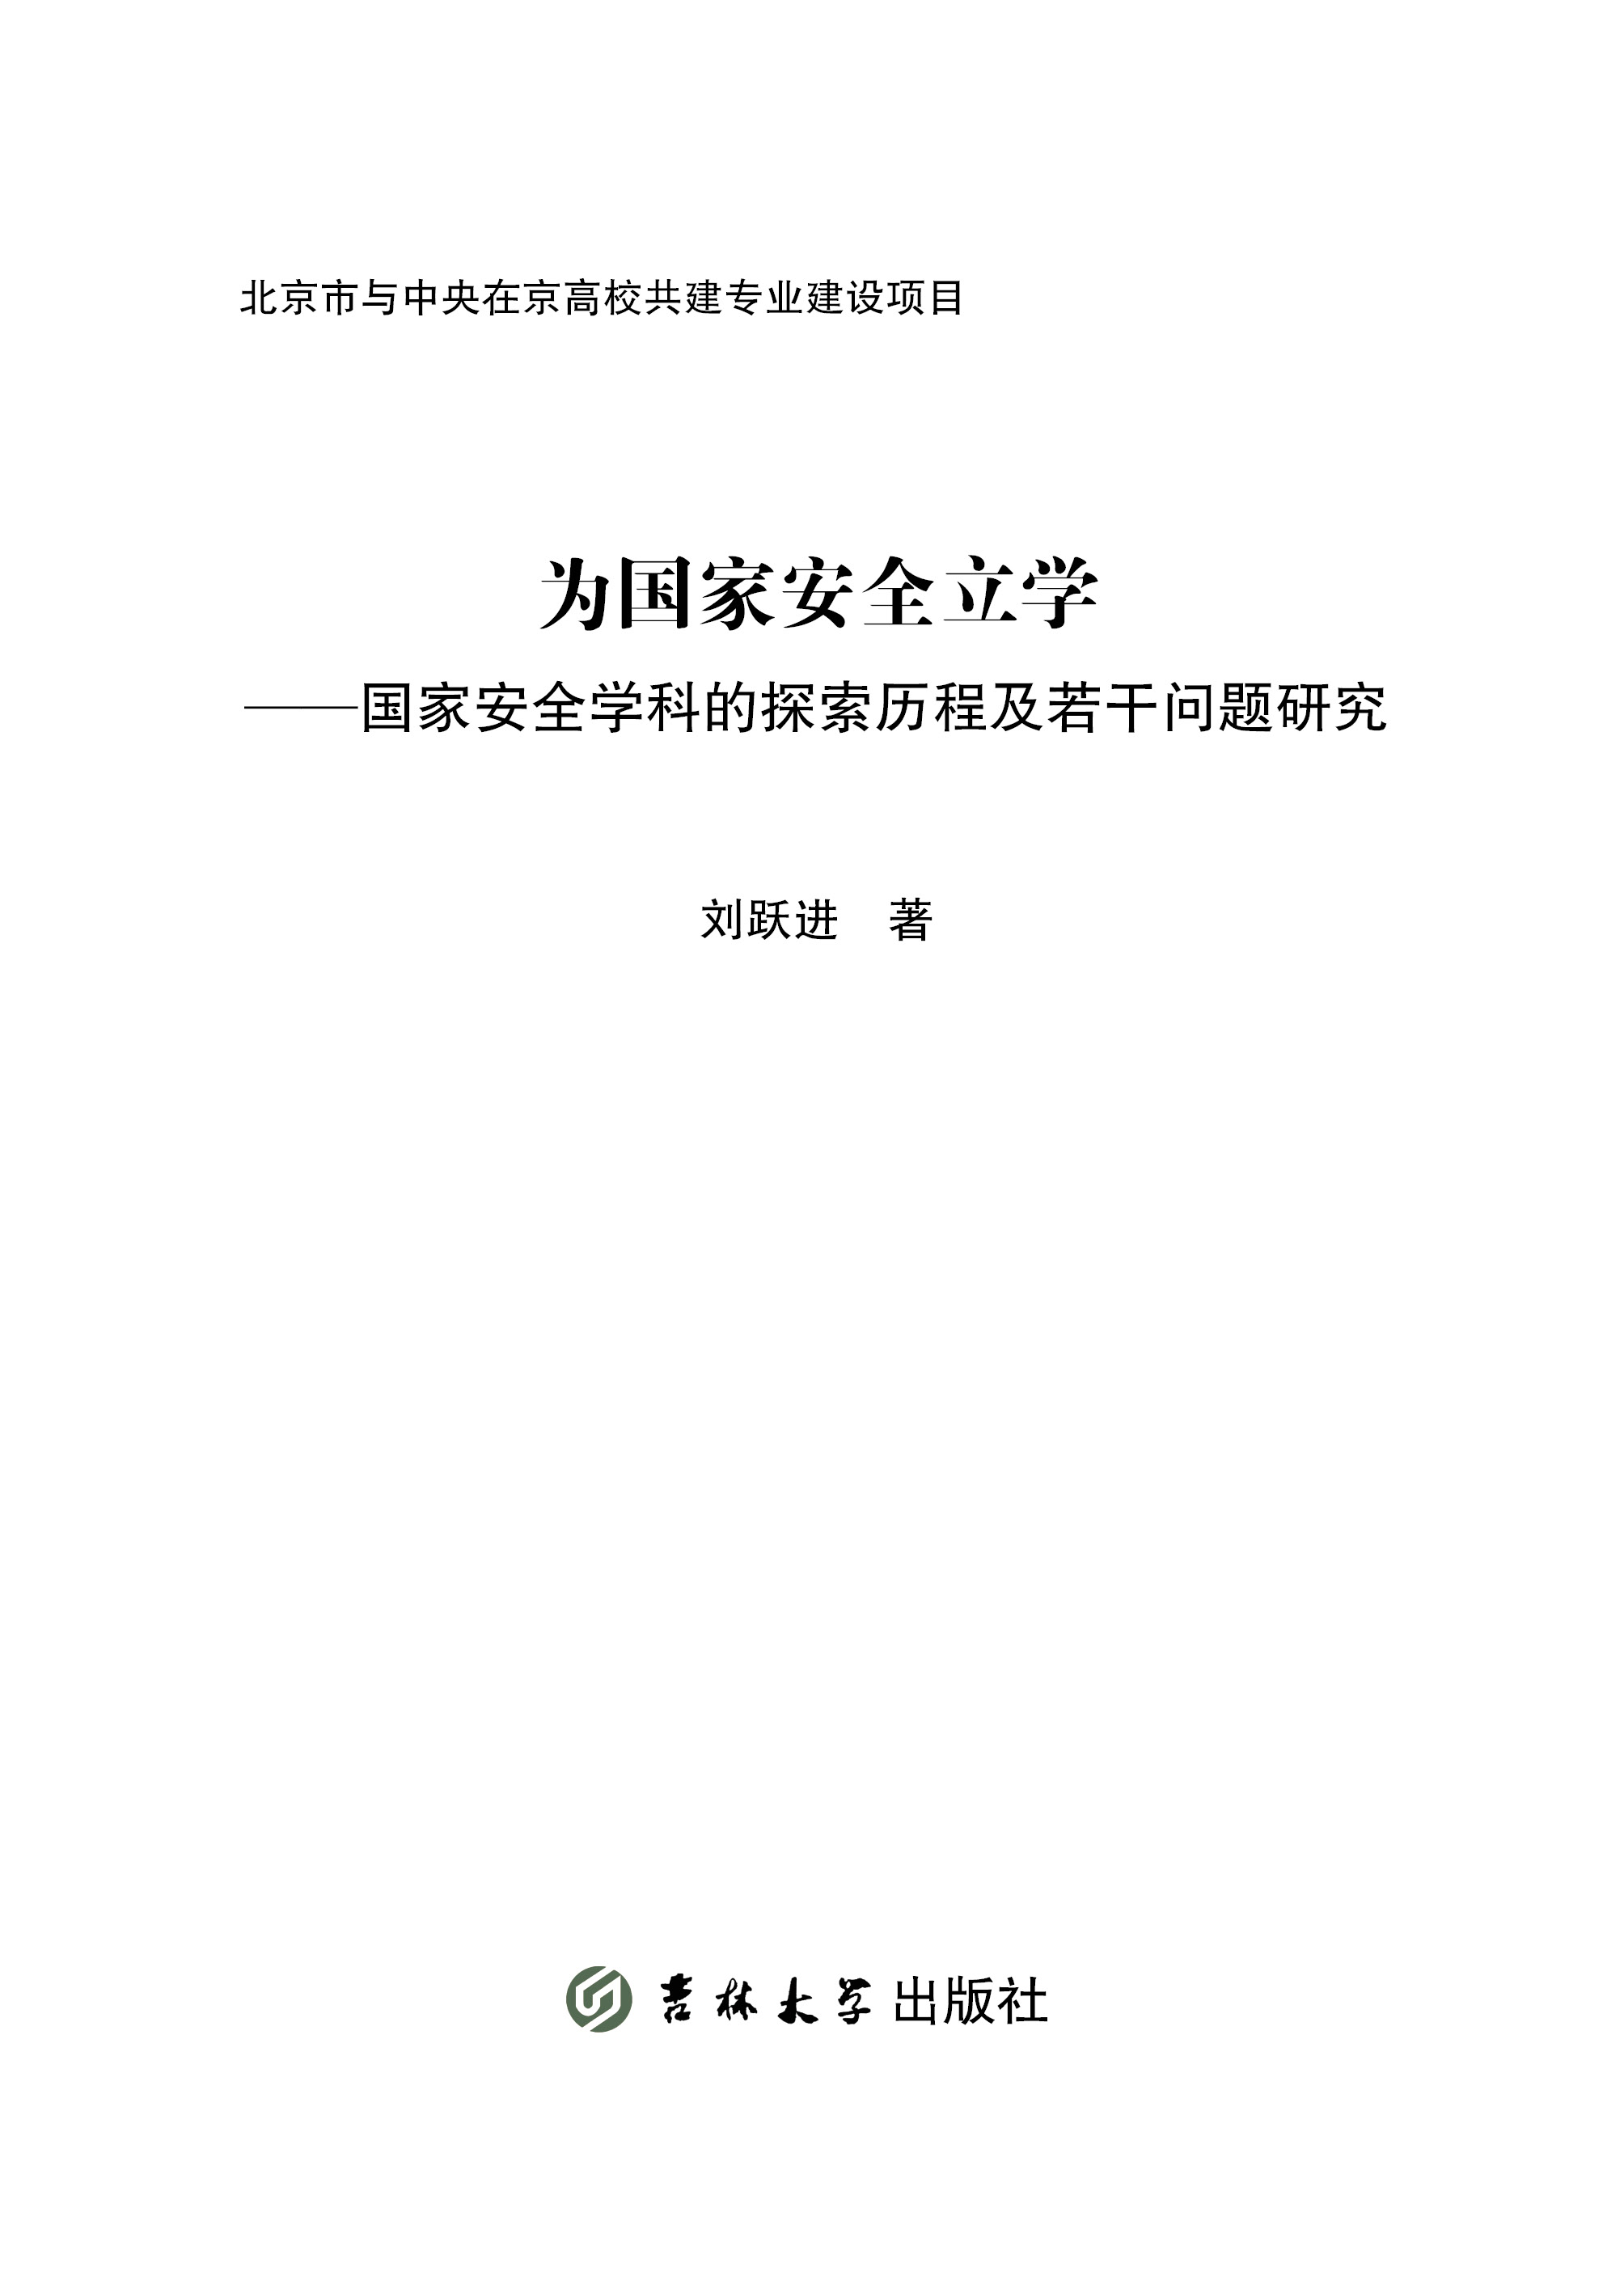 北京市与中央在京高校共建专业建设项目
为国家安全立学
——国家安全学科的探索历程及若干问题研究
刘跃进　著
吉林大学出版社